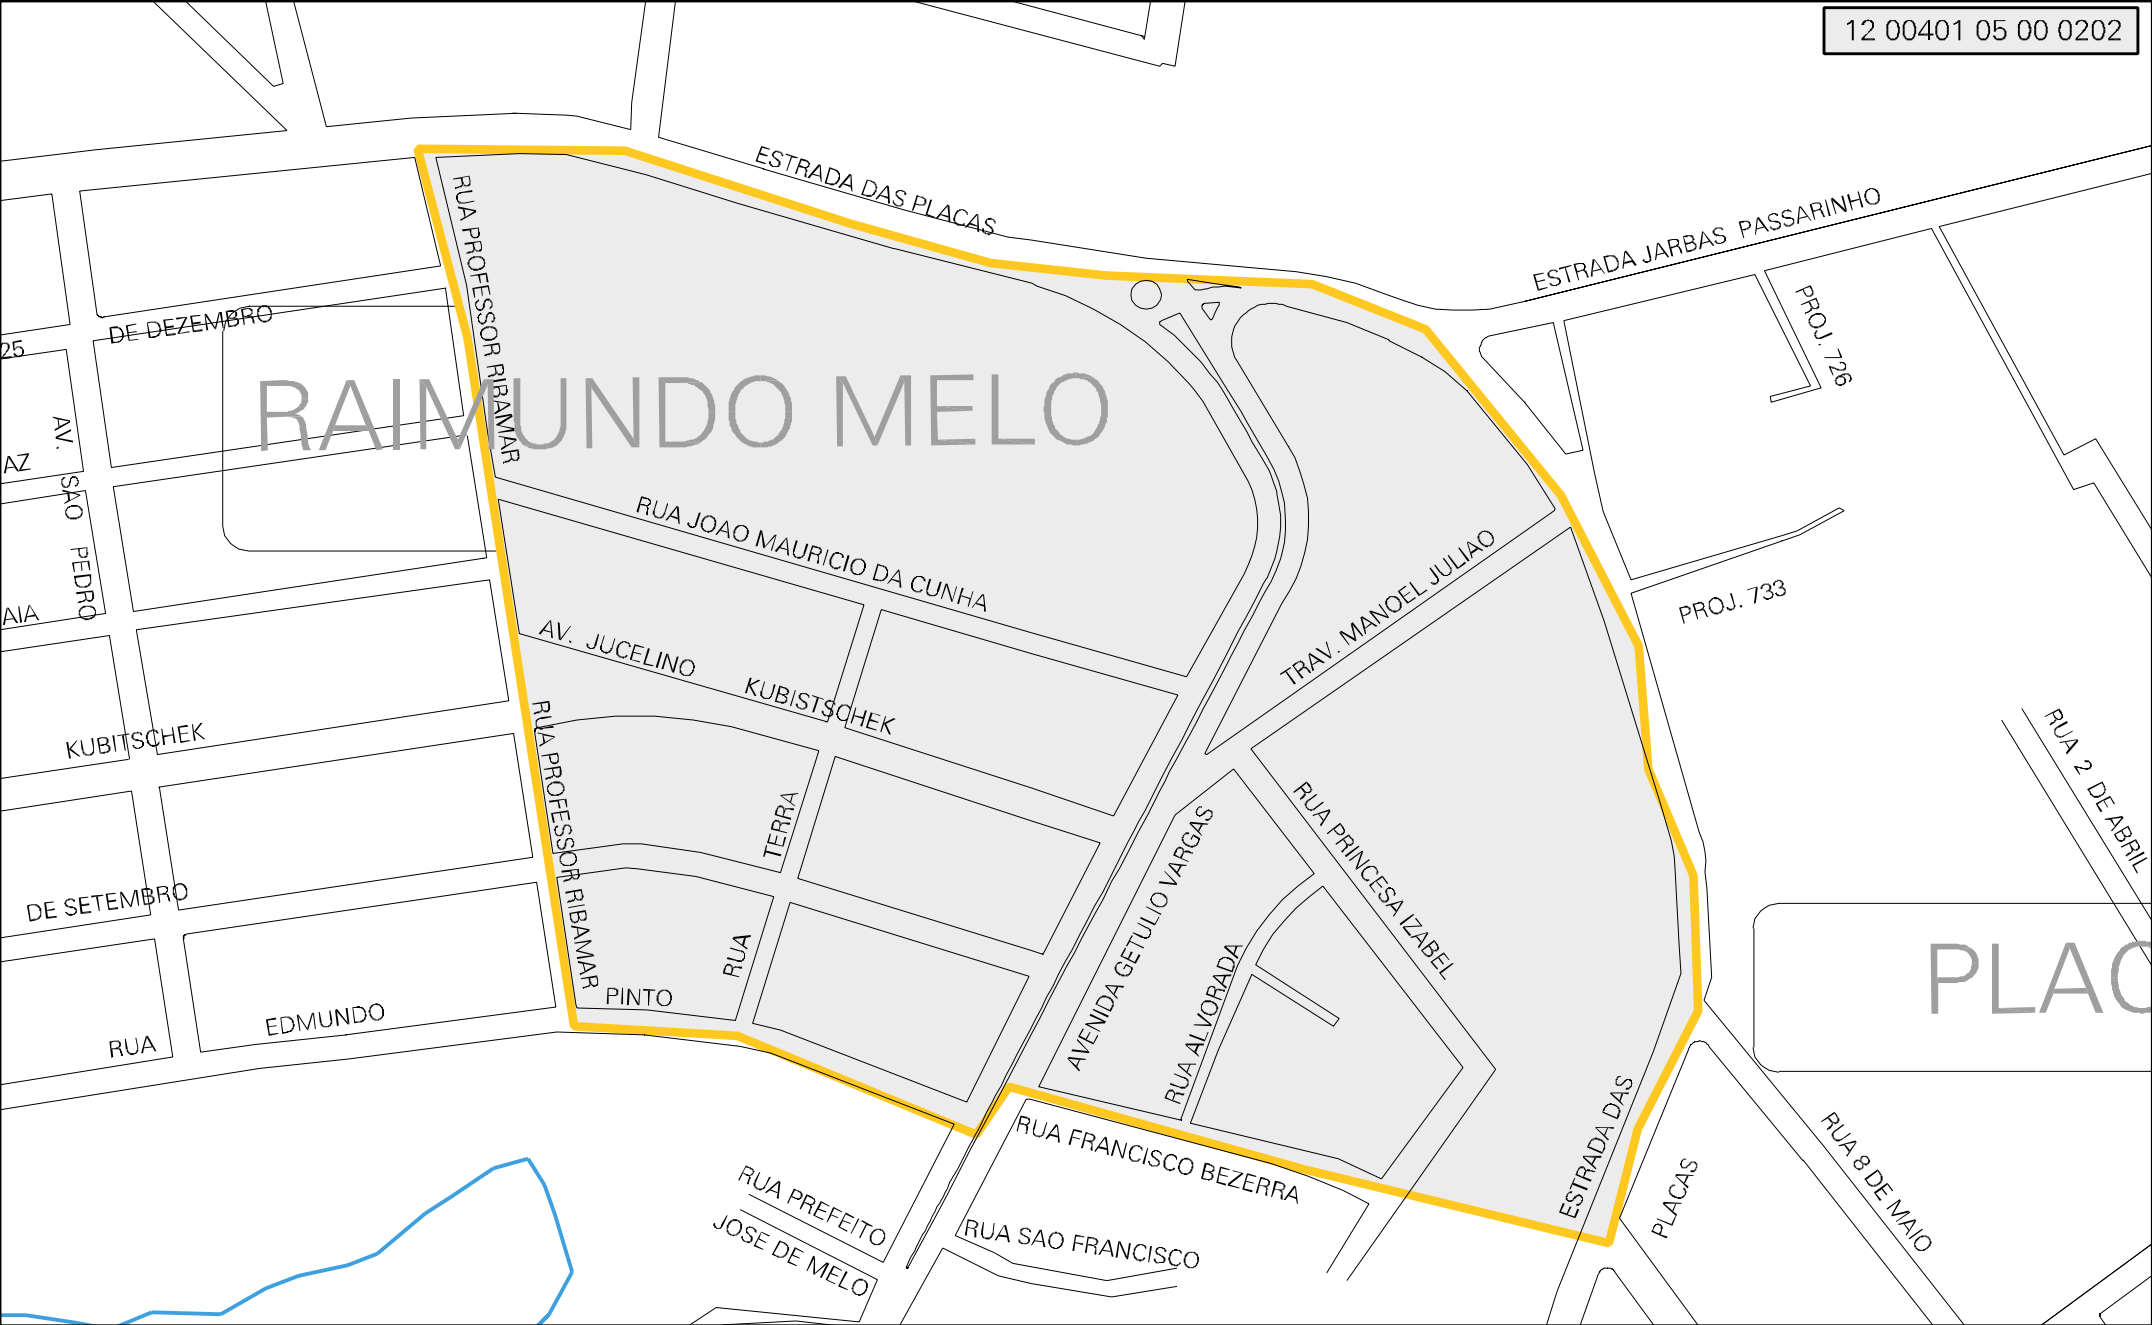 12 00401 05 00 0202
ESTRADA DAS PLACAS
ESTRADA JARBAS PASSARINHO
PROJ. 726
RUA PROFESSOR RIBAMAR
25
DE DEZEMBRO
RAIMUNDO MELO
AV. SAO PEDRO
AZ
RUA JOAO MAURICIO DA CUNHA
TRAV. MANOEL JULIAO
PROJ. 733
AIA
AV. JUCELINO KUBISTSCHEK
KUBITSCHEK
RUA PROFESSOR RIBAMAR
RUA TERRA
RUA PRINCESA IZABEL
RUA 2 DE ABRIL
AVENIDA GETULIO VARGAS
RUA ALVORADA
DE SETEMBRO
PLAC
PINTO
EDMUNDO
RUA
ESTRADA DAS
PLACAS
RUA 8 DE MAIO
RUA FRANCISCO BEZERRA
RUA PREFEITO
JOSE DE MELO
RUA SAO FRANCISCO